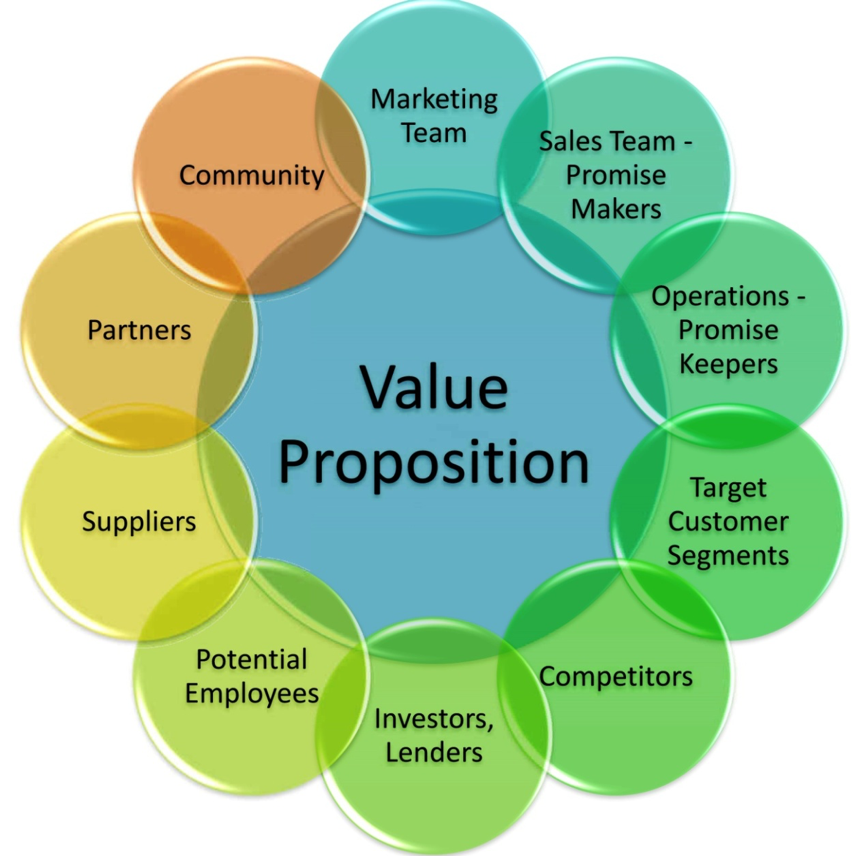 Marketing
Team
Sales Team -
Promise
Makers
Operations -
Promise
Keepers
Target
Customer
Segments
Competitors
Investors,
Lenders
Potential
Employees
Suppliers
Partners
Community
Value
Proposition